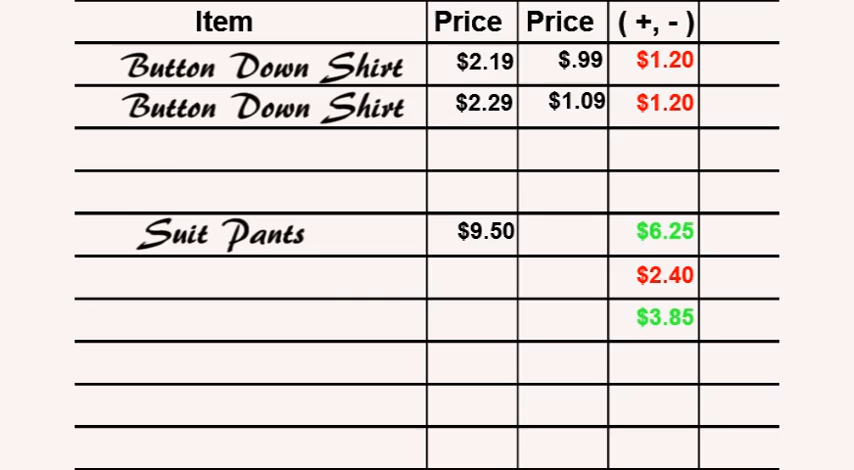 Item Price Price ( +, - )
Button Down Shirt $2.19 $.99 $1.20
Button Down Shirt $2.29 $1.09 $1.20
Suit Pants $9.50 $6.25
$2.40
$3.85